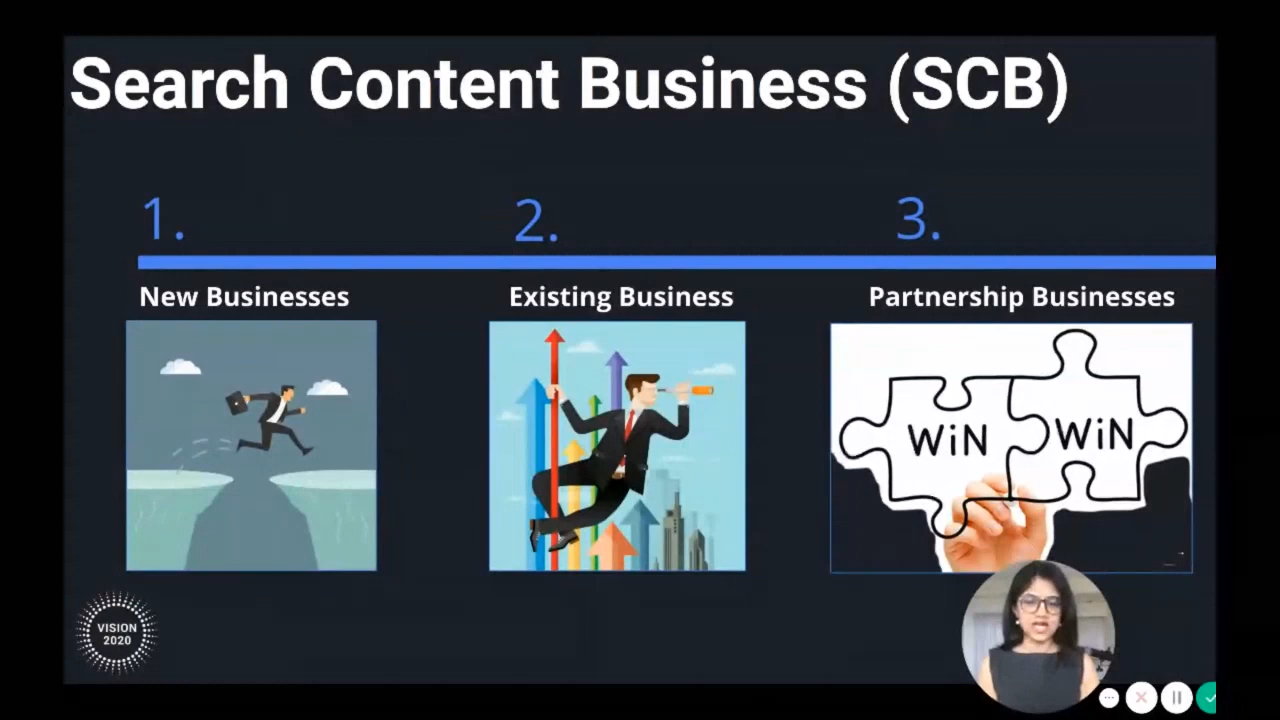 Search Content Business (SCB)
1.
2.
3.
New Businesses
Existing Business
Partnership Businesses
WiN
WiN
VISION
2020